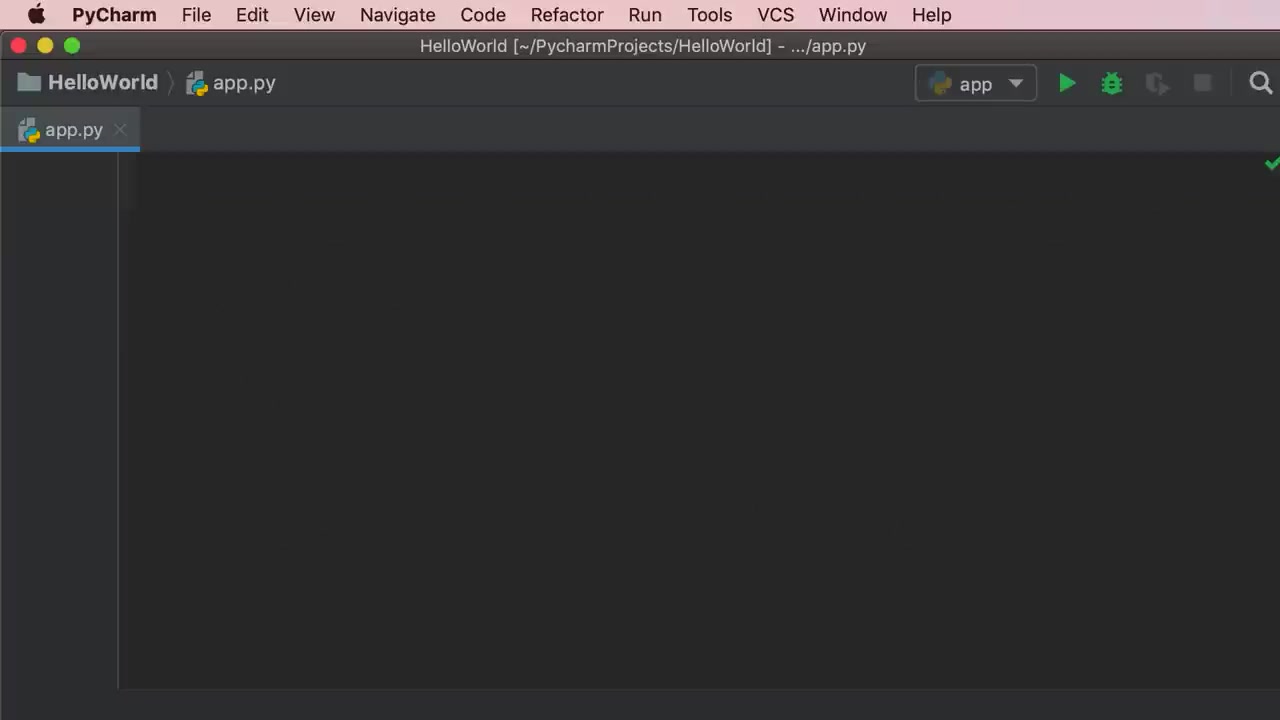 PyCharm File Edit View Navigate Code Refactor Run Tools VCS Window Help
HelloWorld [~/PycharmProjects/HelloWorld] - .../app.py
HelloWorld app.py app
app.py